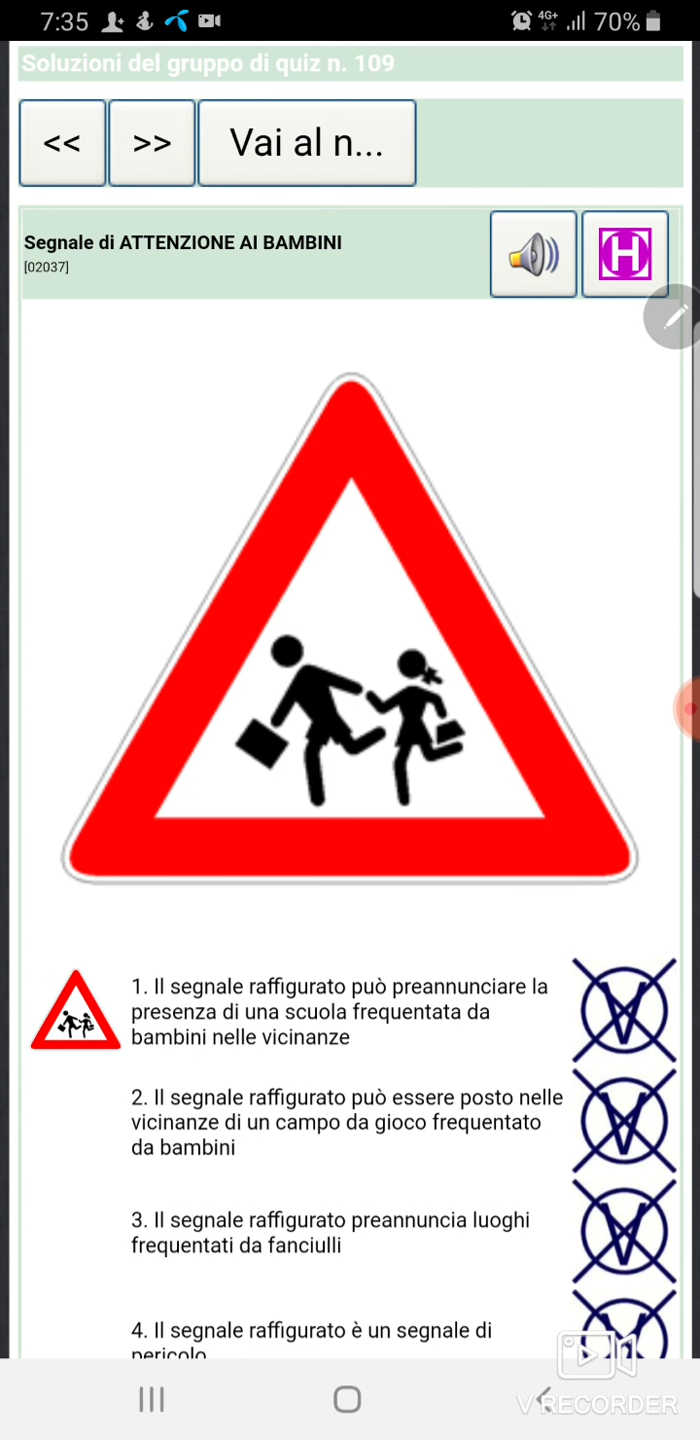 7:35
4G+
70%
Soluzioni del gruppo di quiz n. 109
<<
>>
Vai al n...
Segnale di ATTENZIONE AI BAMBINI
[02037]
H
1. Il segnale raffigurato può preannunciare la
presenza di una scuola frequentata da
bambini nelle vicinanze
V
2. Il segnale raffigurato può essere posto nelle
vicinanze di un campo da gioco frequentato
da bambini
V
3. Il segnale raffigurato preannuncia luoghi
frequentati da fanciulli
V
4. Il segnale raffigurato è un segnale di
pericolo
V
V RECORDER